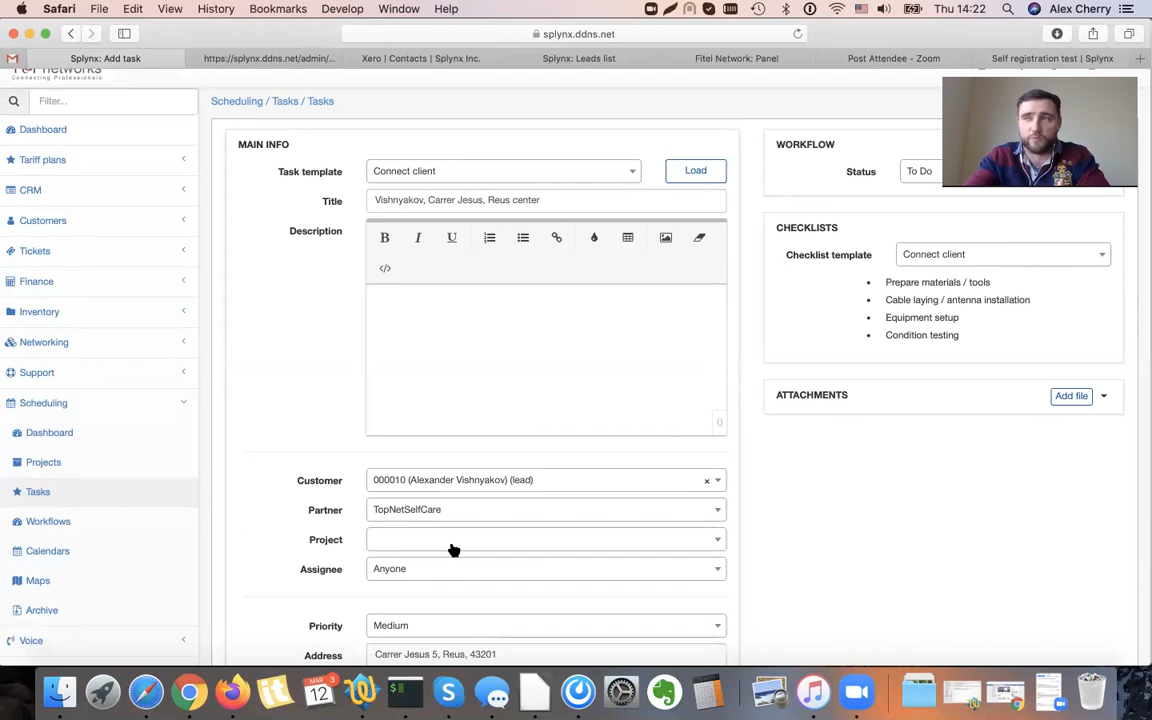 Safari File Edit View History Bookmarks Develop Window Help Thu 14:22 Alex Cherry
splynx.ddns.net
Splynx: Add task https://splynx.ddns.net/admin/... Xero | Contacts | Splynx Inc. Splynx: Leads list Fitel Network: Panel Post Attendee - Zoom Self registration test | Splynx
networks
Connecting Professionals
Filter...
Scheduling / Tasks / Tasks
Dashboard
Tariff plans
CRM
Customers
Tickets
Finance
Inventory
Networking
Support
Scheduling
Dashboard
Projects
Tasks
Workflows
Calendars
Maps
Archive
Voice
MAIN INFO
Task template Connect client Load
Title Vishnyakov, Carrer Jesus, Reus center
Description B I U
</>
0
Customer 000010 (Alexander Vishnyakov) (lead) ×
Partner TopNetSelfCare
Project
Assignee Anyone
Priority Medium
Address Carrer Jesus 5, Reus, 43201
WORKFLOW
Status To Do
CHECKLISTS
Checklist template Connect client
• Prepare materials / tools
• Cable laying / antenna installation
• Equipment setup
• Condition testing
ATTACHMENTS Add file
MAR 3
12